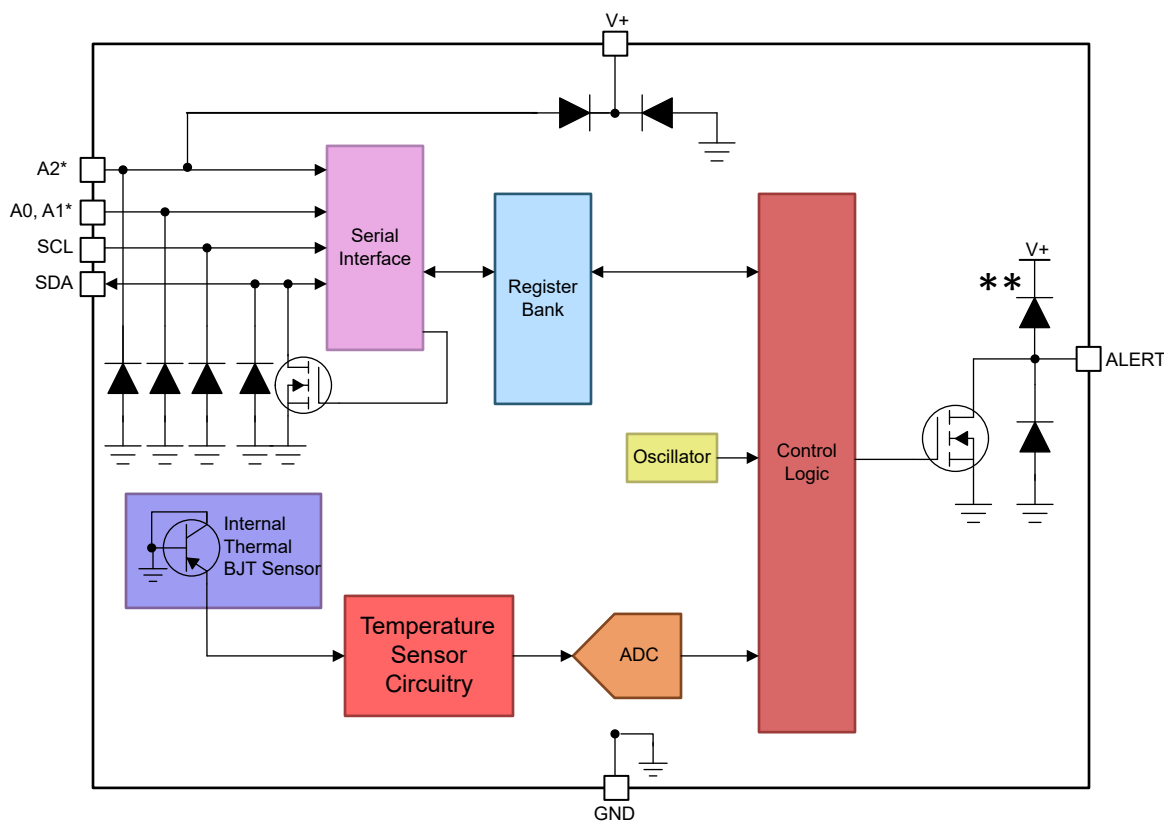 V+
A2*
A0, A1*
SCL
SDA
Serial
Interface
Register
Bank
V+
**
ALERT
Oscillator
Control
Logic
Internal
Thermal
BJT Sensor
Temperature
Sensor
Circuitry
ADC
GND